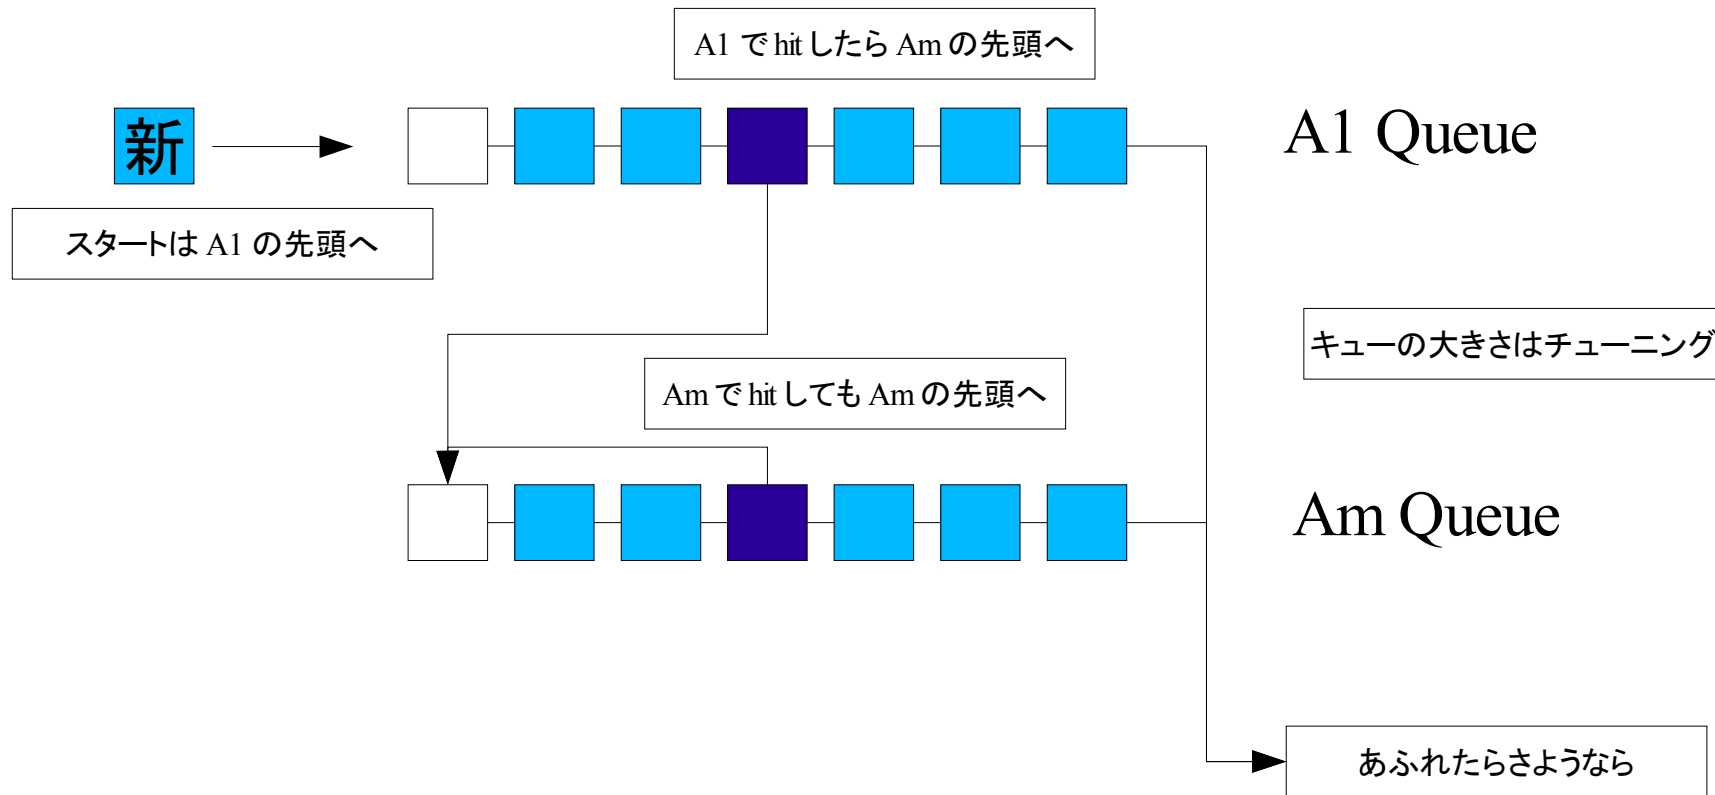 A1 で hit したら Am の先頭へ
新
A1 Queue
スタートは A1 の先頭へ
キューの大きさはチューニング
Am で hit しても Am の先頭へ
Am Queue
あふれたらさようなら